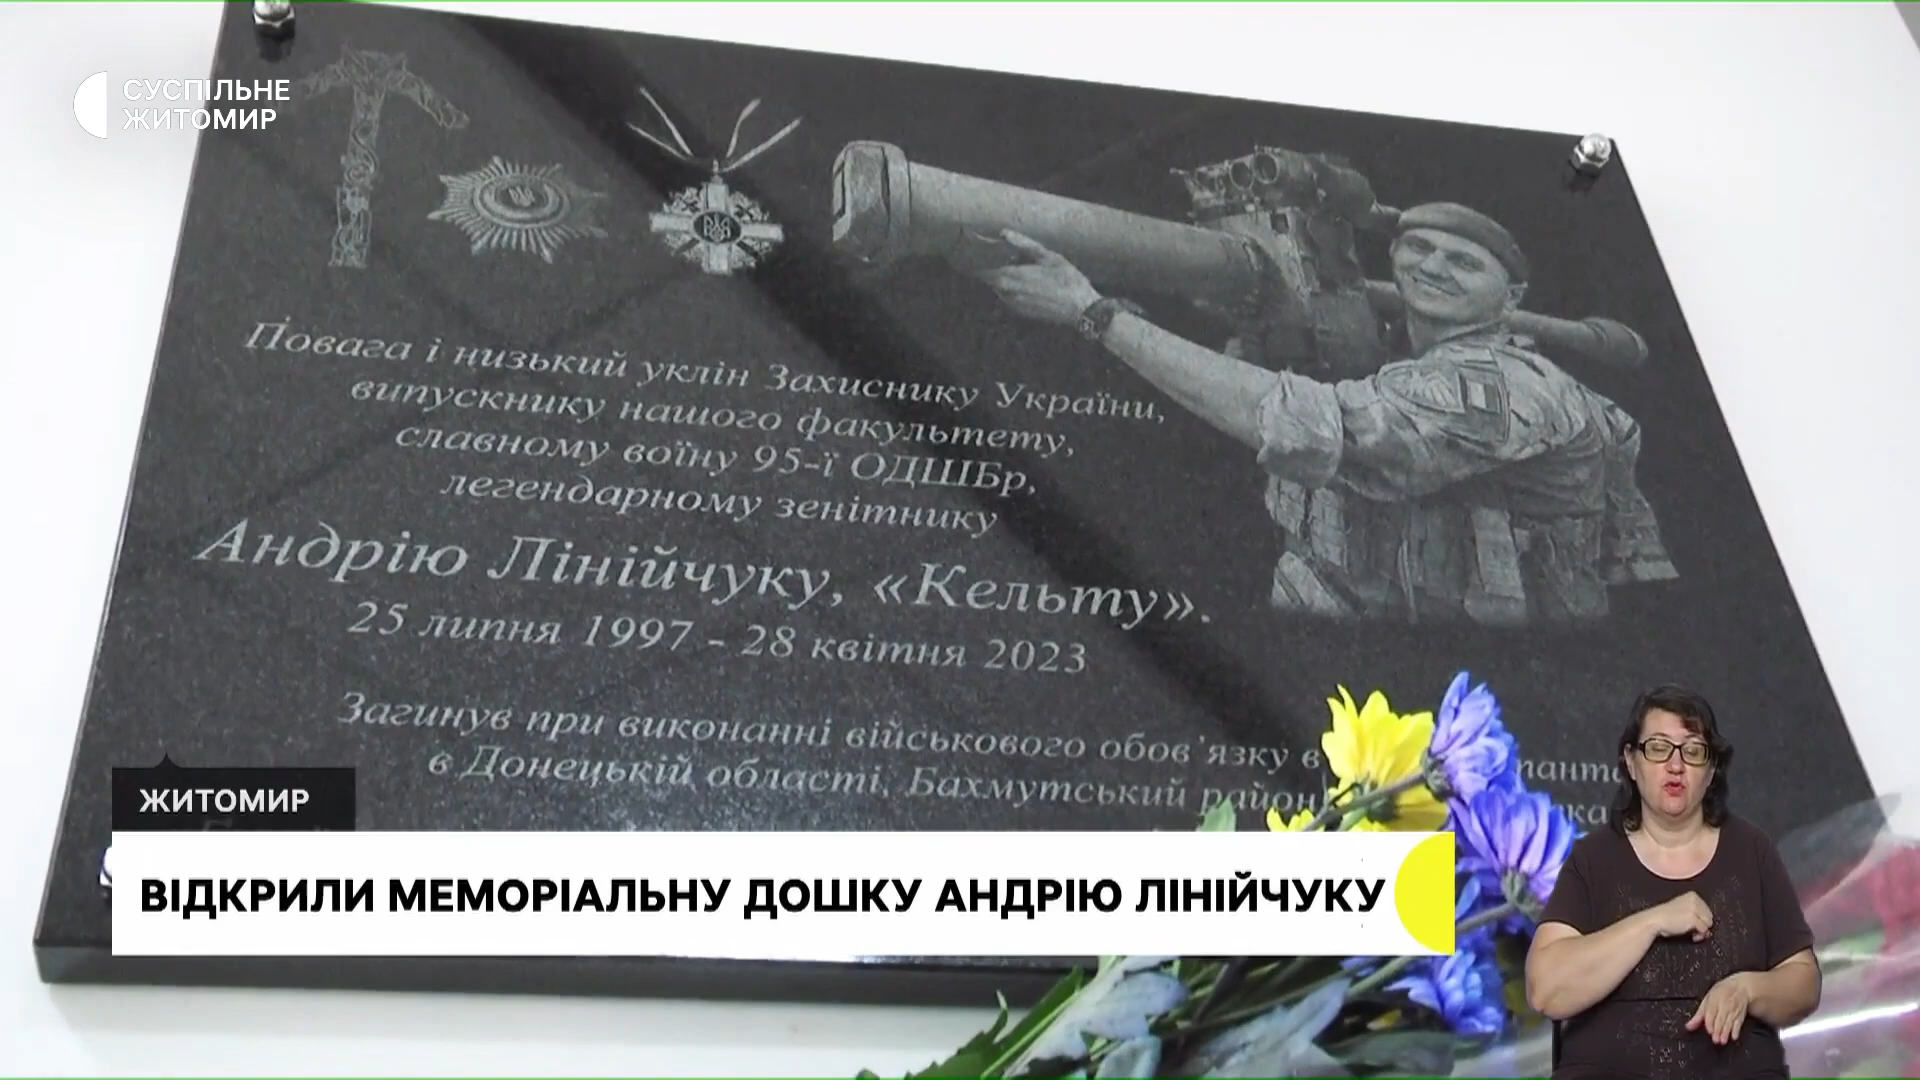 СУСПІЛЬНЕ
ЖИТОМИР
Повага і низький уклін Захиснику України,
випускнику нашого факультету,
славному воїну 95-ї ОДШБр,
легендарному зенітнику
Андрію Лінійчуку, «Кельту».
25 липня 1997 - 28 квітня 2023
Загинув при виконанні військового обов'язку в
в Донецькій області, Бахмутський район
ЖИТОМИР
ВІДКРИЛИ МЕМОРІАЛЬНУ ДОШКУ АНДРІЮ ЛІНІЙЧУКУ